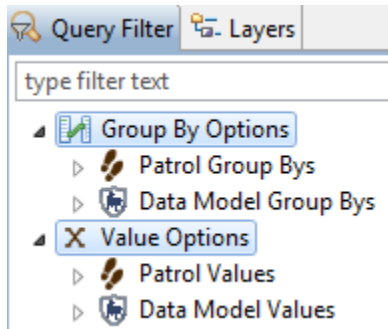 Query Filter Layers
type filter text
Group By Options
Patrol Group Bys
Data Model Group Bys
Value Options
Patrol Values
Data Model Values